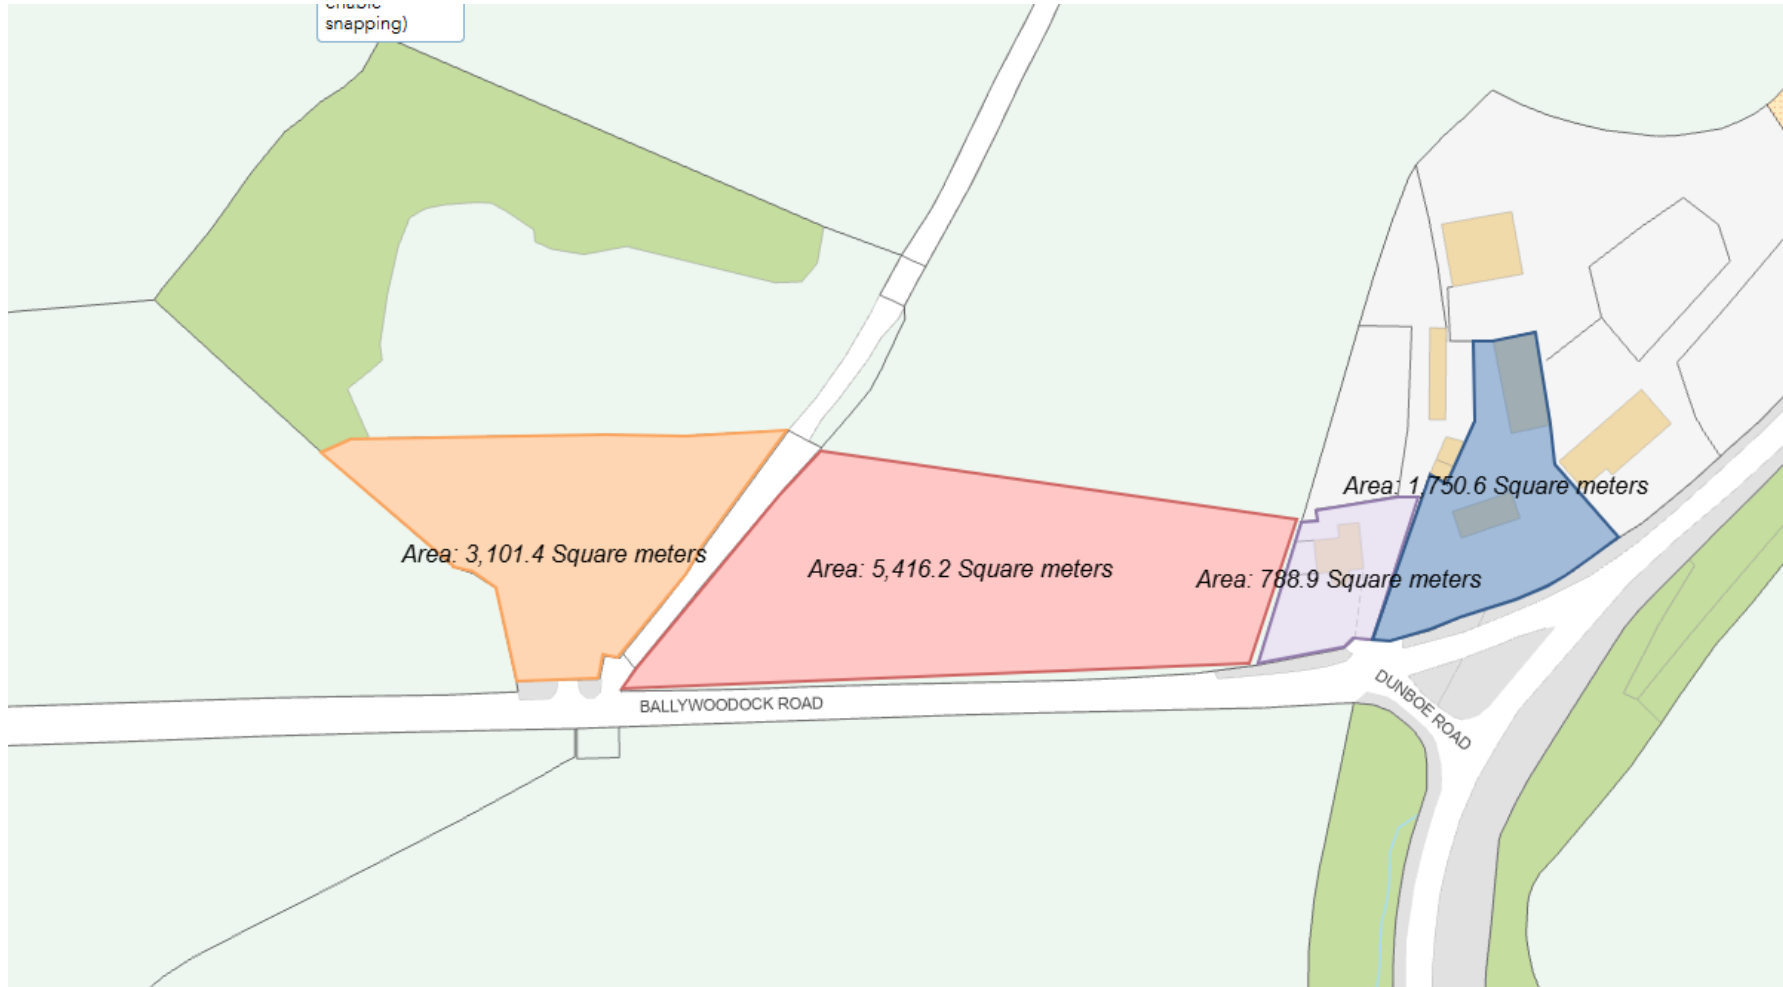 snapping)
Area: 1,750.6 Square meters
Area: 3,101.4 Square meters
Area: 5,416.2 Square meters
Area: 788.9 Square meters
BALLYWOODOCK ROAD
DUNBOE ROAD